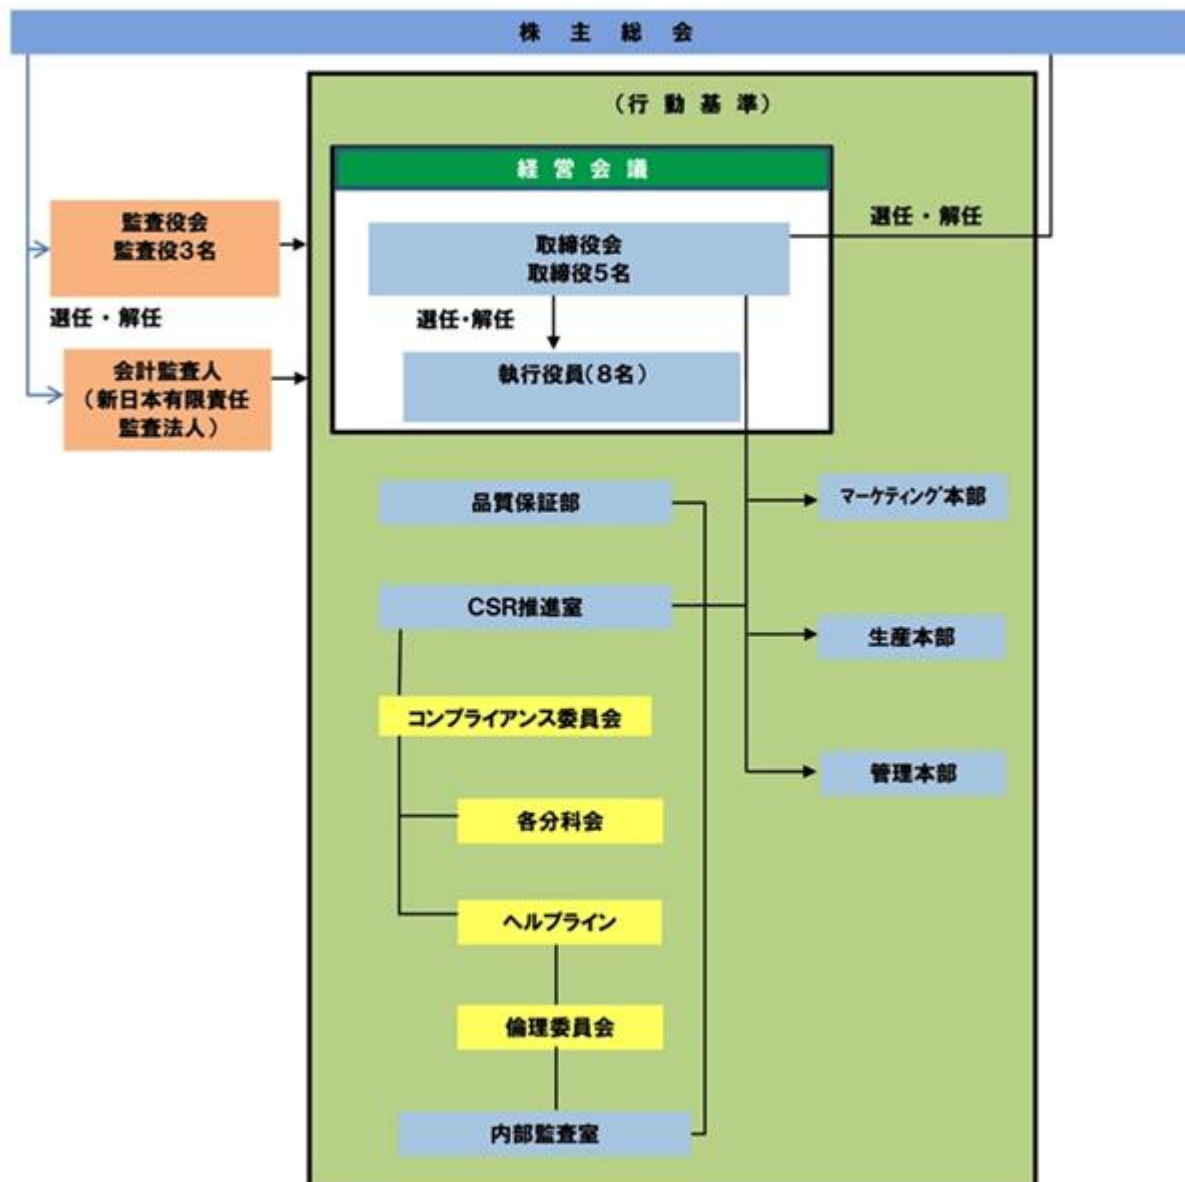 株 主 総 会
（行 動 基 準）
経 営 会 議
監査役会
監査役3名
取締役会
取締役5名
選任 ・ 解任
選任 ・ 解任
選任・解任
会計監査人
（新日本有限責任
監査法人）
執行役員（8名）
品質保証部
マーケティング本部
CSR推進室
生産本部
コンプライアンス委員会
管理本部
各分科会
ヘルプライン
倫理委員会
内部監査室